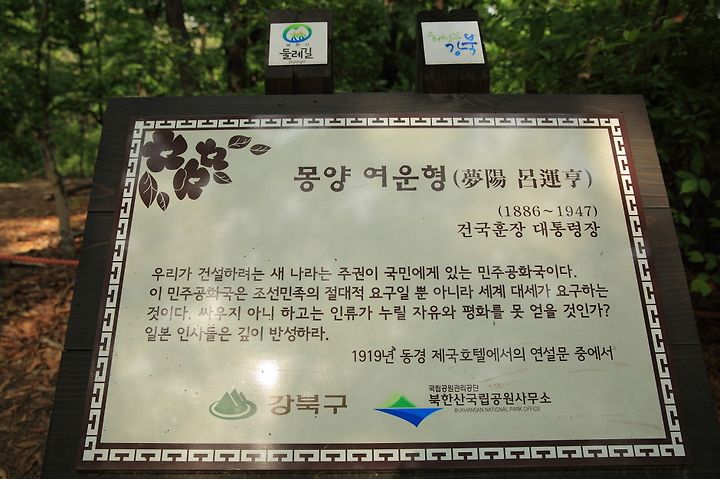 북한산
둘레길
Dullegil
희망강북
몽양 여운형(夢陽 呂運亨)
(1886~1947)
건국훈장 대통령장
우리가 건설하려는 새 나라는 주권이 국민에게 있는 민주공화국이다.
이 민주공화국은 조선민족의 절대적 요구일 뿐 아니라 세계 대세가 요구하는
것이다. 싸우지 아니 하고는 인류가 누릴 자유와 평화를 못 얻을 것인가?
일본 인사들은 깊이 반성하라.
1919년 동경 제국호텔에서의 연설문 중에서
강북구
국립공원관리공단
북한산국립공원사무소
BUKHANSAN NATIONAL PARK OFFICE